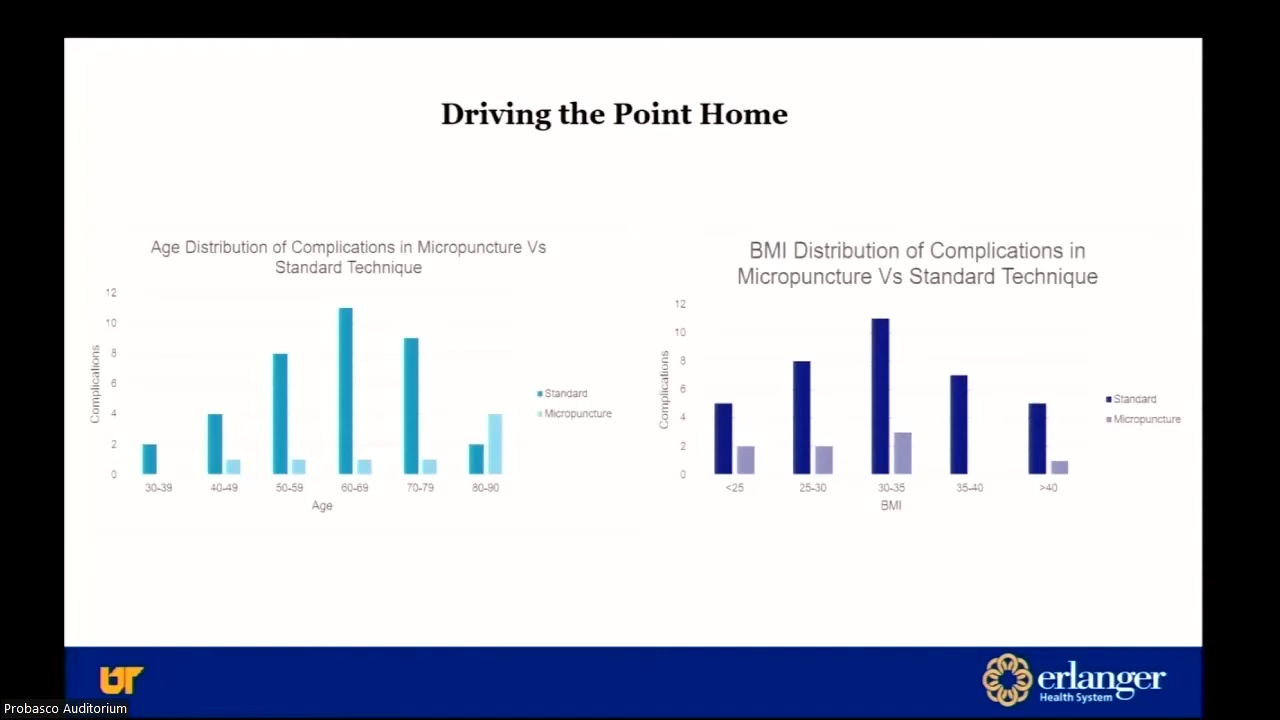 Driving the Point Home
Age Distribution of Complications in Micropuncture Vs
Standard Technique
12
10
8
6
4
2
0
Complications
30-39 40-49 50-59 60-69 70-79 80-90
Age
Standard
Micropuncture
BMI Distribution of Complications in
Micropuncture Vs Standard Technique
12
10
8
6
4
2
0
Complications
<25 25-30 30-35 35-40 >40
BMI
Standard
Micropuncture
UT
erlanger
Health System
Probasco Auditorium